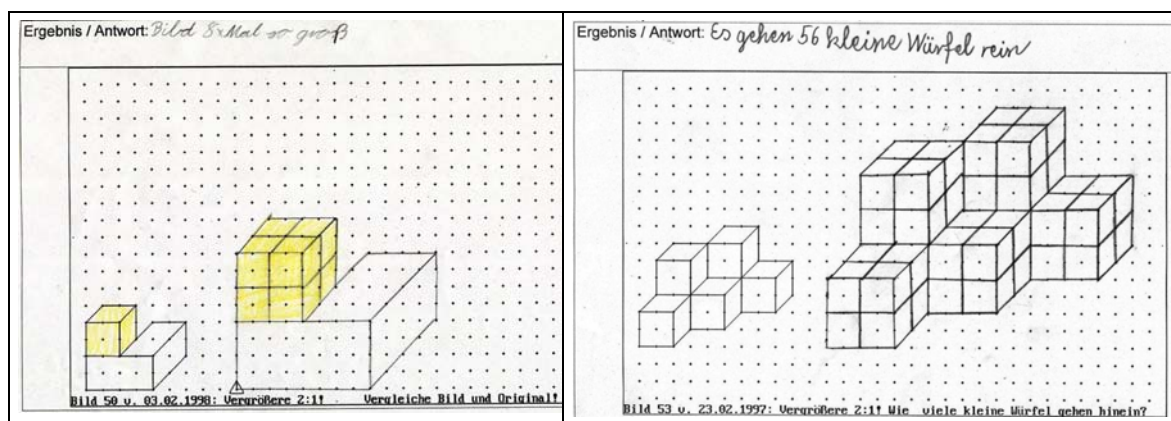 Ergebnis / Antwort: Bild 8xMal so groß
Bild 50 v. 03.02.1998: Vergrößere 2:1! Vergleiche Bild und Original!
Ergebnis / Antwort: Es gehen 56 kleine Würfel rein
Bild 53 v. 23.02.1997: Vergrößere 2:1! Wie viele kleine Würfel gehen hinein?